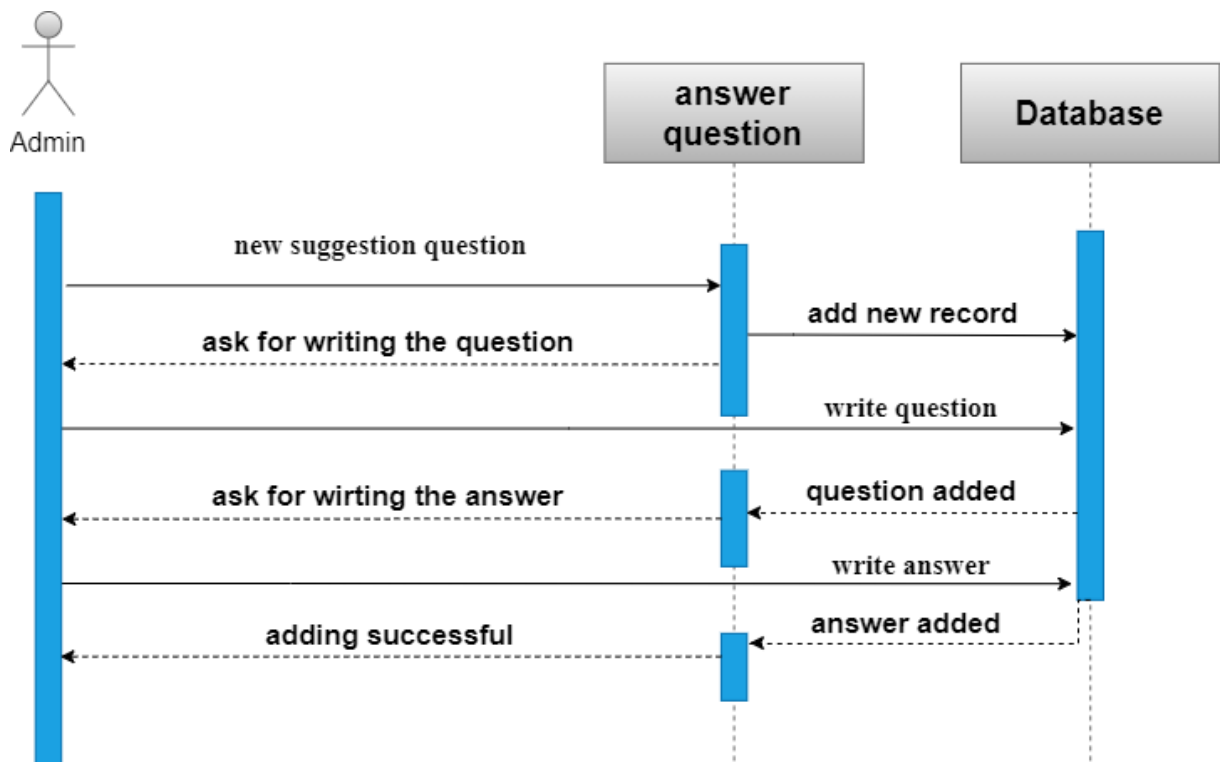 Admin
answer
question
Database
new suggestion question
add new record
ask for writing the question
write question
question added
ask for wirting the answer
write answer
answer added
adding successful